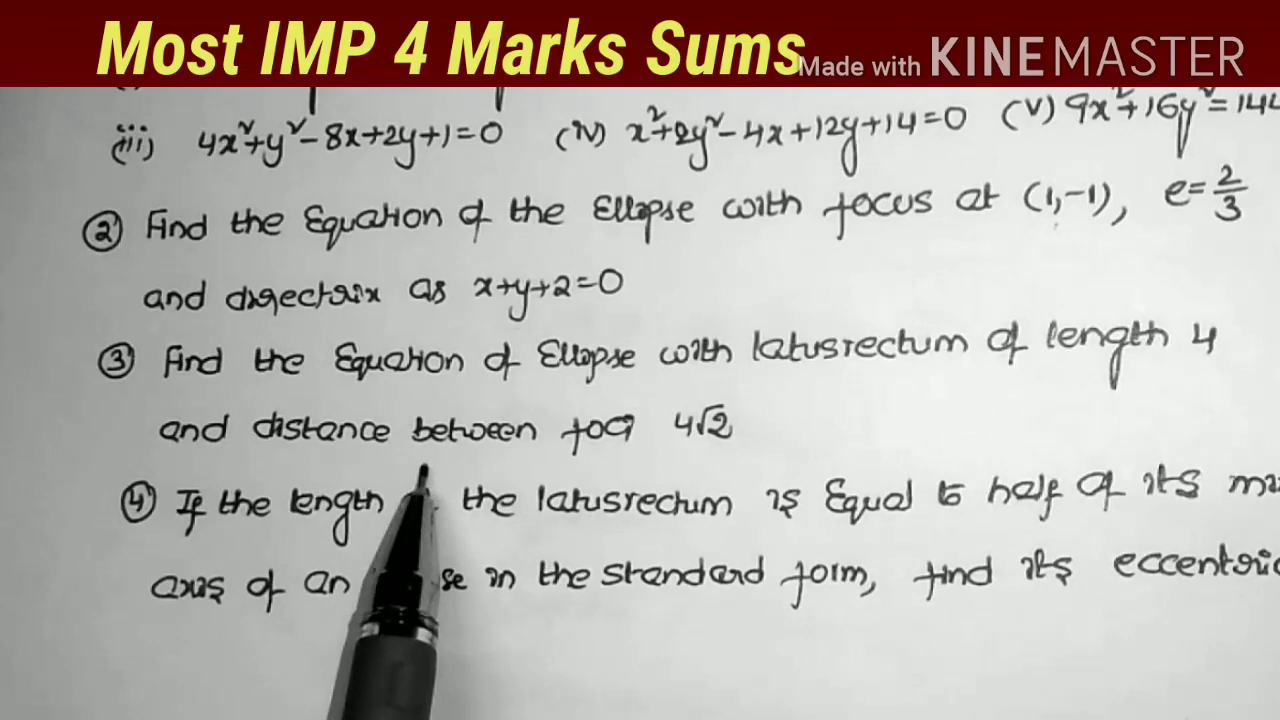 Most IMP 4 Marks Sums
Made with KINEMASTER
(iii) 4x²+y²-8x+2y+1=0 (iv) x²+2y²-4x+12y+14=0 (v) 9x²+16y²=144
② Find the Equation of the Ellipse with focus at (1,-1), e=2/3
and directrix as x+y+2=0
③ Find the Equation of Ellipse with latusrectum of length 4
and distance between foci 4√2
④ If the length the latusrectum is Equal to half of its
axis of an in the standard form, find its